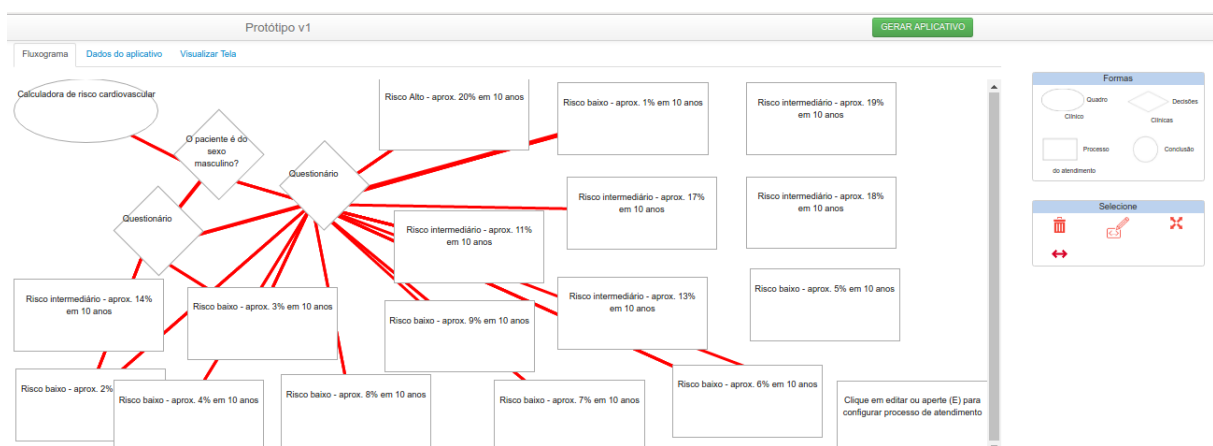 Protótipo v1
GERAR APLICATIVO
Fluxograma
Dados do aplicativo
Visualizar Tela
Calculadora de risco cardiovascular
O paciente é do
sexo
masculino?
Questionário
Questionário
Risco Alto - aprox. 20% em 10 anos
Risco baixo - aprox. 1% em 10 anos
Risco intermediário - aprox. 19%
em 10 anos
Risco intermediário - aprox. 17%
em 10 anos
Risco intermediário - aprox. 18%
em 10 anos
Risco intermediário - aprox. 11%
em 10 anos
Risco intermediário - aprox. 14%
em 10 anos
Risco baixo - aprox. 3% em 10 anos
Risco baixo - aprox. 9% em 10 anos
Risco intermediário - aprox. 13%
em 10 anos
Risco baixo - aprox. 5% em 10 anos
Risco baixo - aprox. 2%
Risco baixo - aprox. 4% em 10 anos
Risco baixo - aprox. 8% em 10 anos
Risco baixo - aprox. 7% em 10 anos
Risco baixo - aprox. 6% em 10 anos
Clique em editar ou aperte (E) para
configurar processo de atendimento
Formas
Quadro
Clínico
Decisões
Clínicas
Processo
do atendimento
Conclusão
Selecione